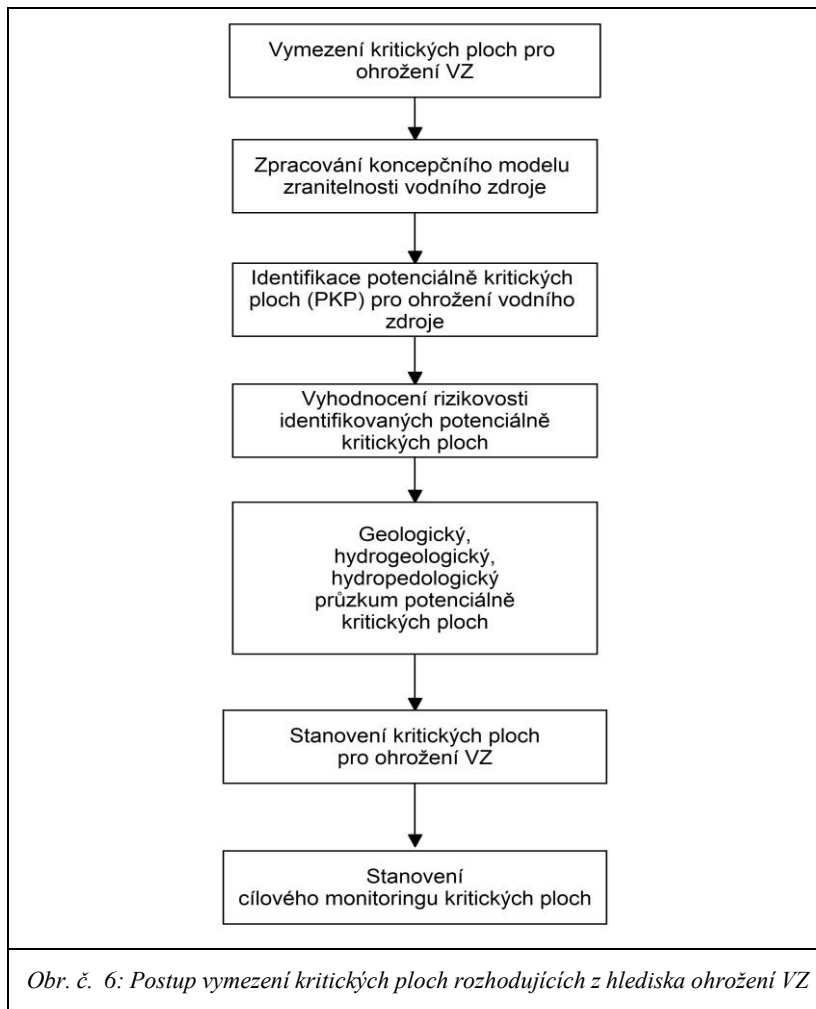 Vymezení kritických ploch pro
ohrožení VZ
Zpracování koncepčního modelu
zranitelnosti vodního zdroje
Identifikace potenciálně kritických
ploch (PKP) pro ohrožení vodního
zdroje
Vyhodnocení rizikovosti
identifikovaných potenciálně
kritických ploch
Geologický,
hydrogeologický,
hydropedologický
průzkum potenciálně
kritických ploch
Stanovení kritických ploch
pro ohrožení VZ
Stanovení
cílového monitoringu kritických ploch
Obr. č. 6: Postup vymezení kritických ploch rozhodujících z hlediska ohrožení VZ